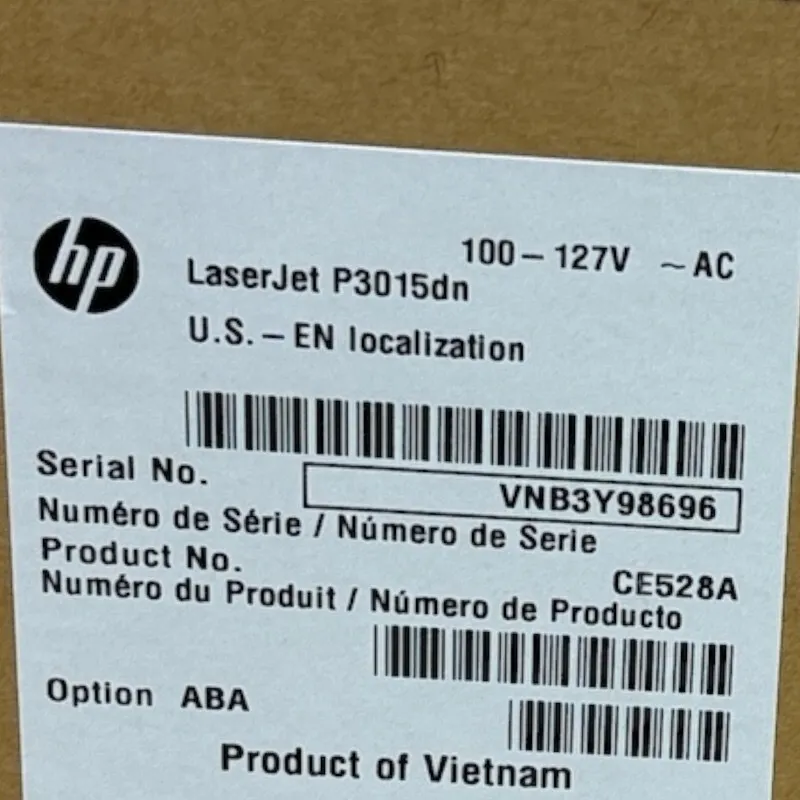 hp
100–127V ~AC
LaserJet P3015dn
U.S.–EN localization
Serial No.
VNB3Y98696
Numéro de Série / Número de Serie
Product No.
CE528A
Numéro du Produit / Número de Producto
Option ABA
Product of Vietnam